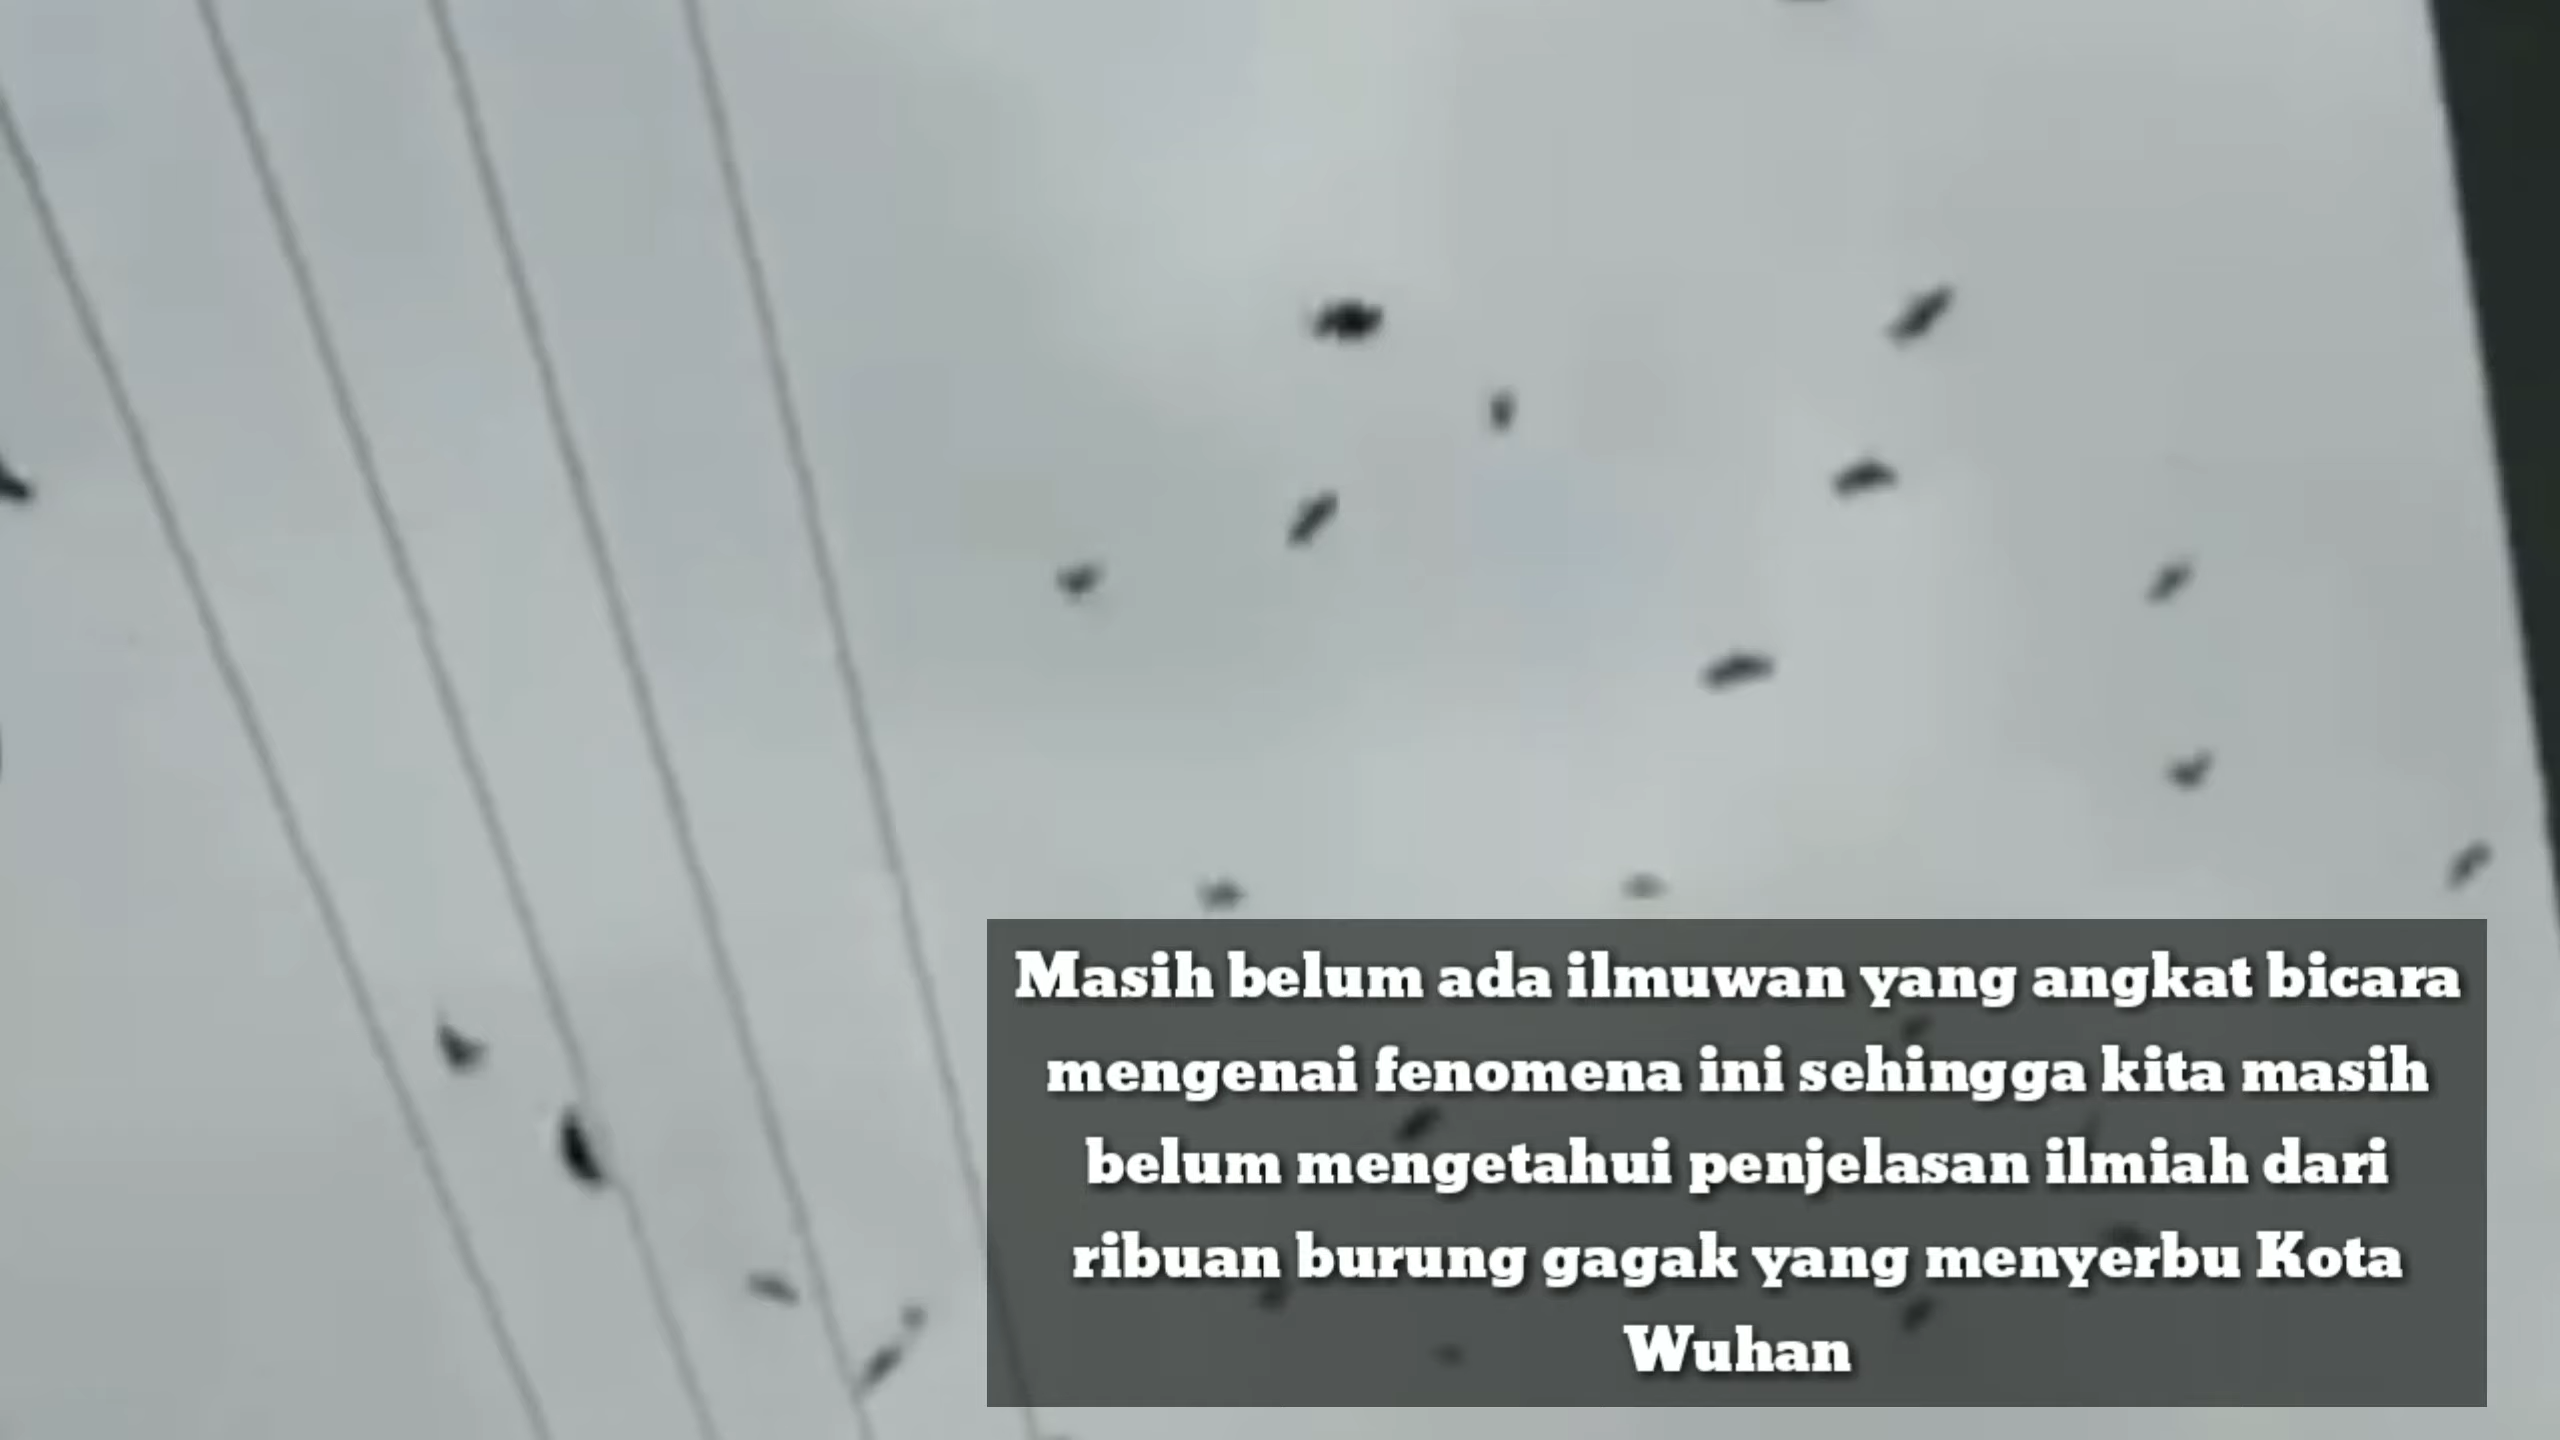 Masih belum ada ilmuwan yang angkat bicara
mengenai fenomena ini sehingga kita masih
belum mengetahui penjelasan ilmiah dari
ribuan burung gagak yang menyerbu Kota
Wuhan